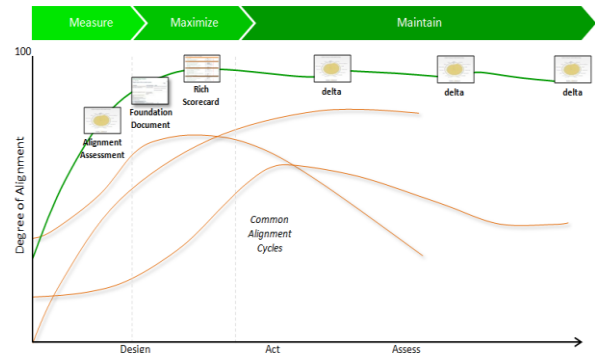 Measure
Maximize
Maintain
100
Rich
Scorecard
delta
delta
delta
Foundation
Document
Alignment
Assessment
Degree of Alignment
Common
Alignment
Cycles
Design
Act
Assess